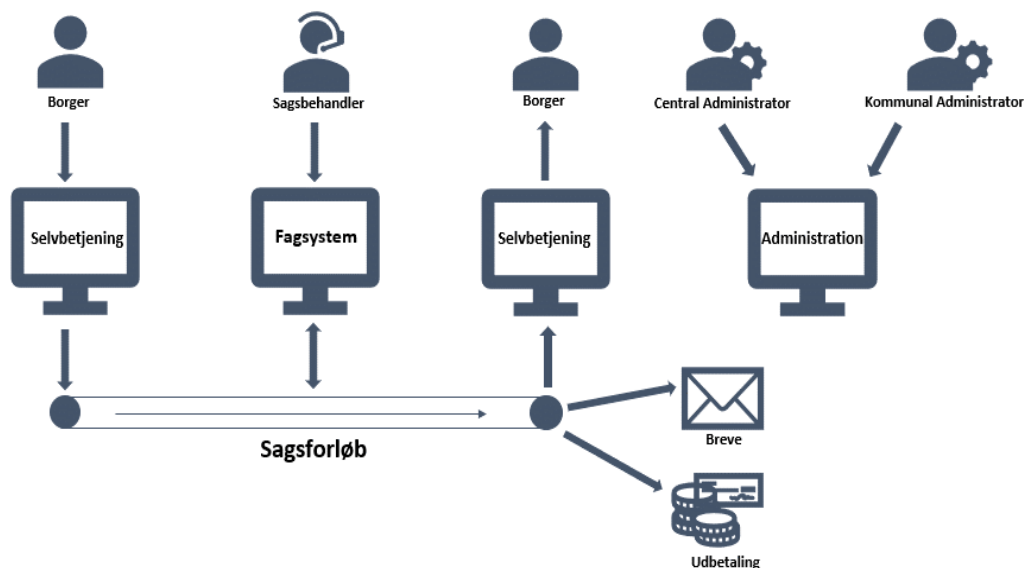 Borger
Sagsbehandler
Borger
Central Administrator
Kommunal Administrator
Selvbetjening
Fagsystem
Selvbetjening
Administration
Sagsforløb
Breve
Udbetaling